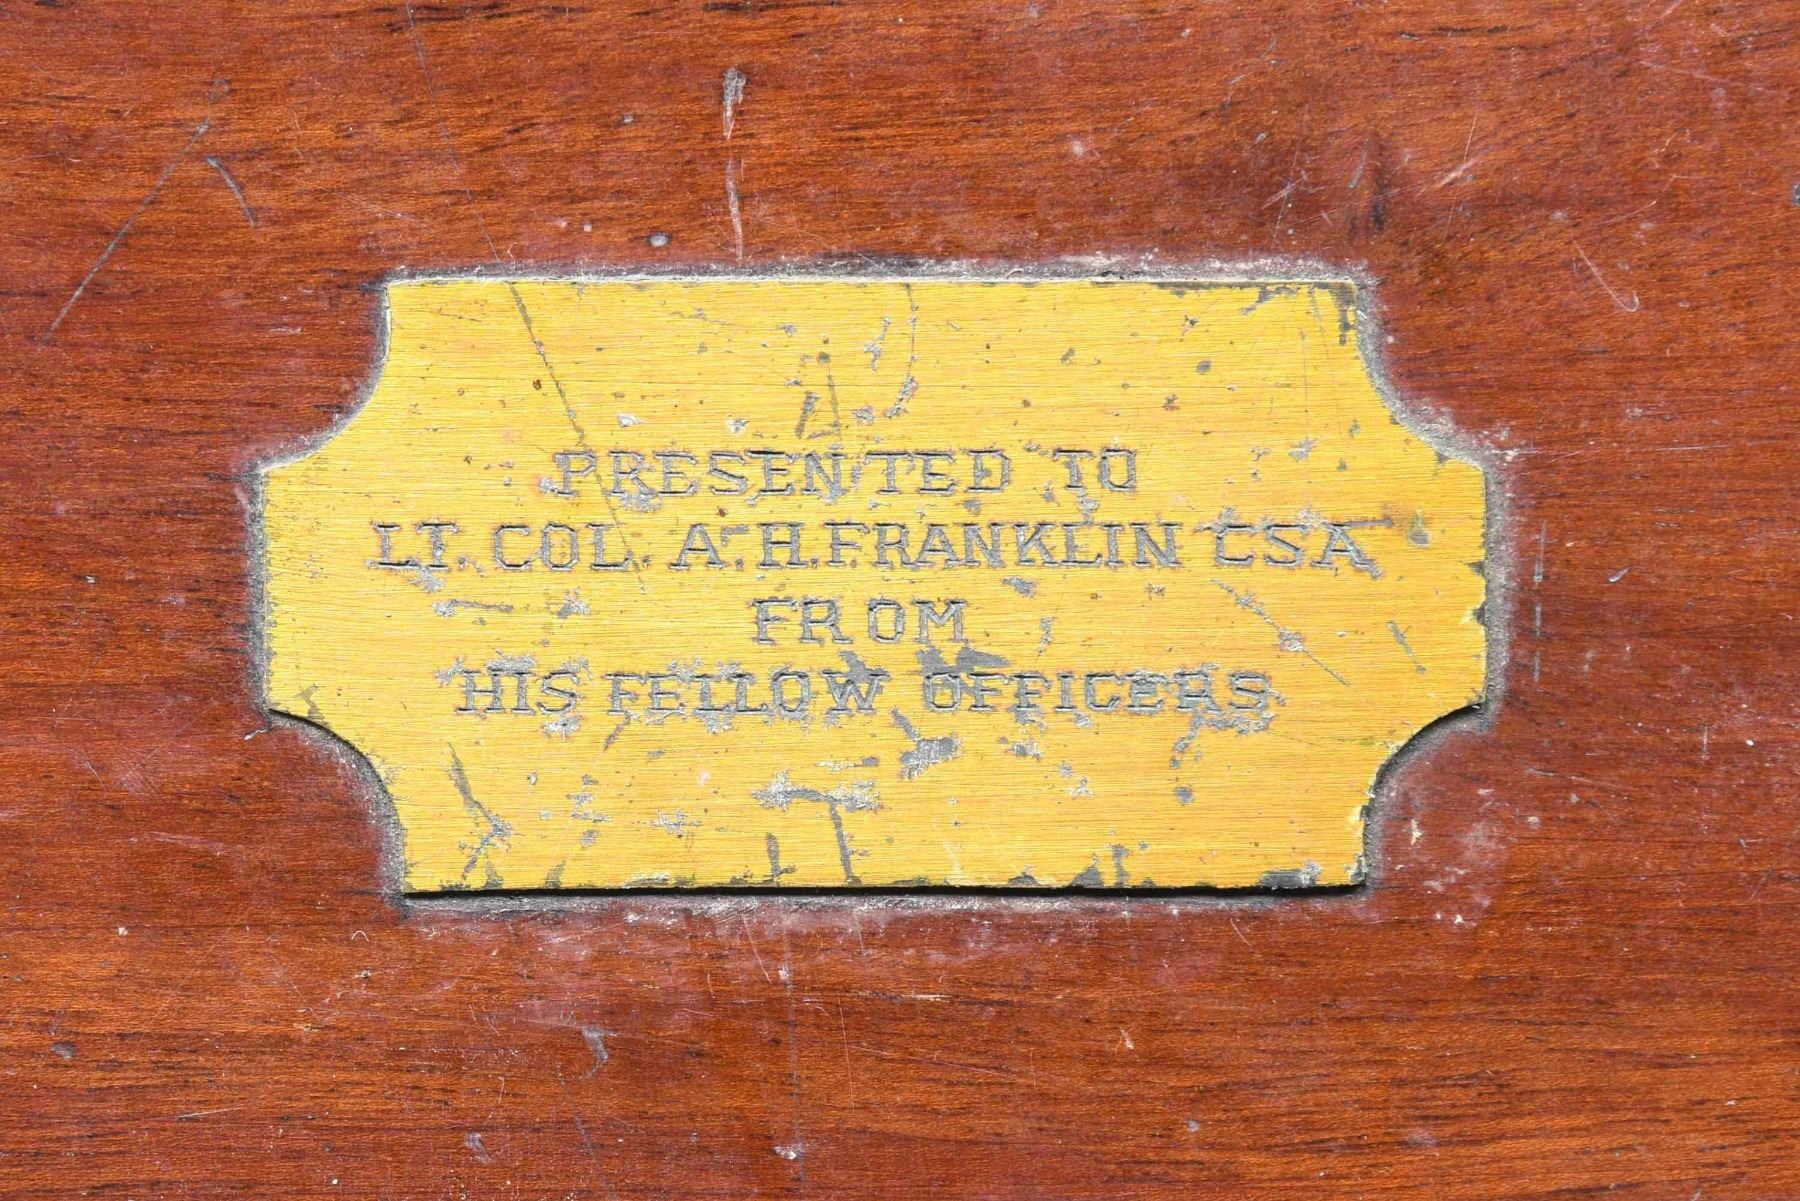 PRESENTED TO
LT. COL. A. H. FRANKLIN CSA
FROM
HIS FELLOW OFFICERS